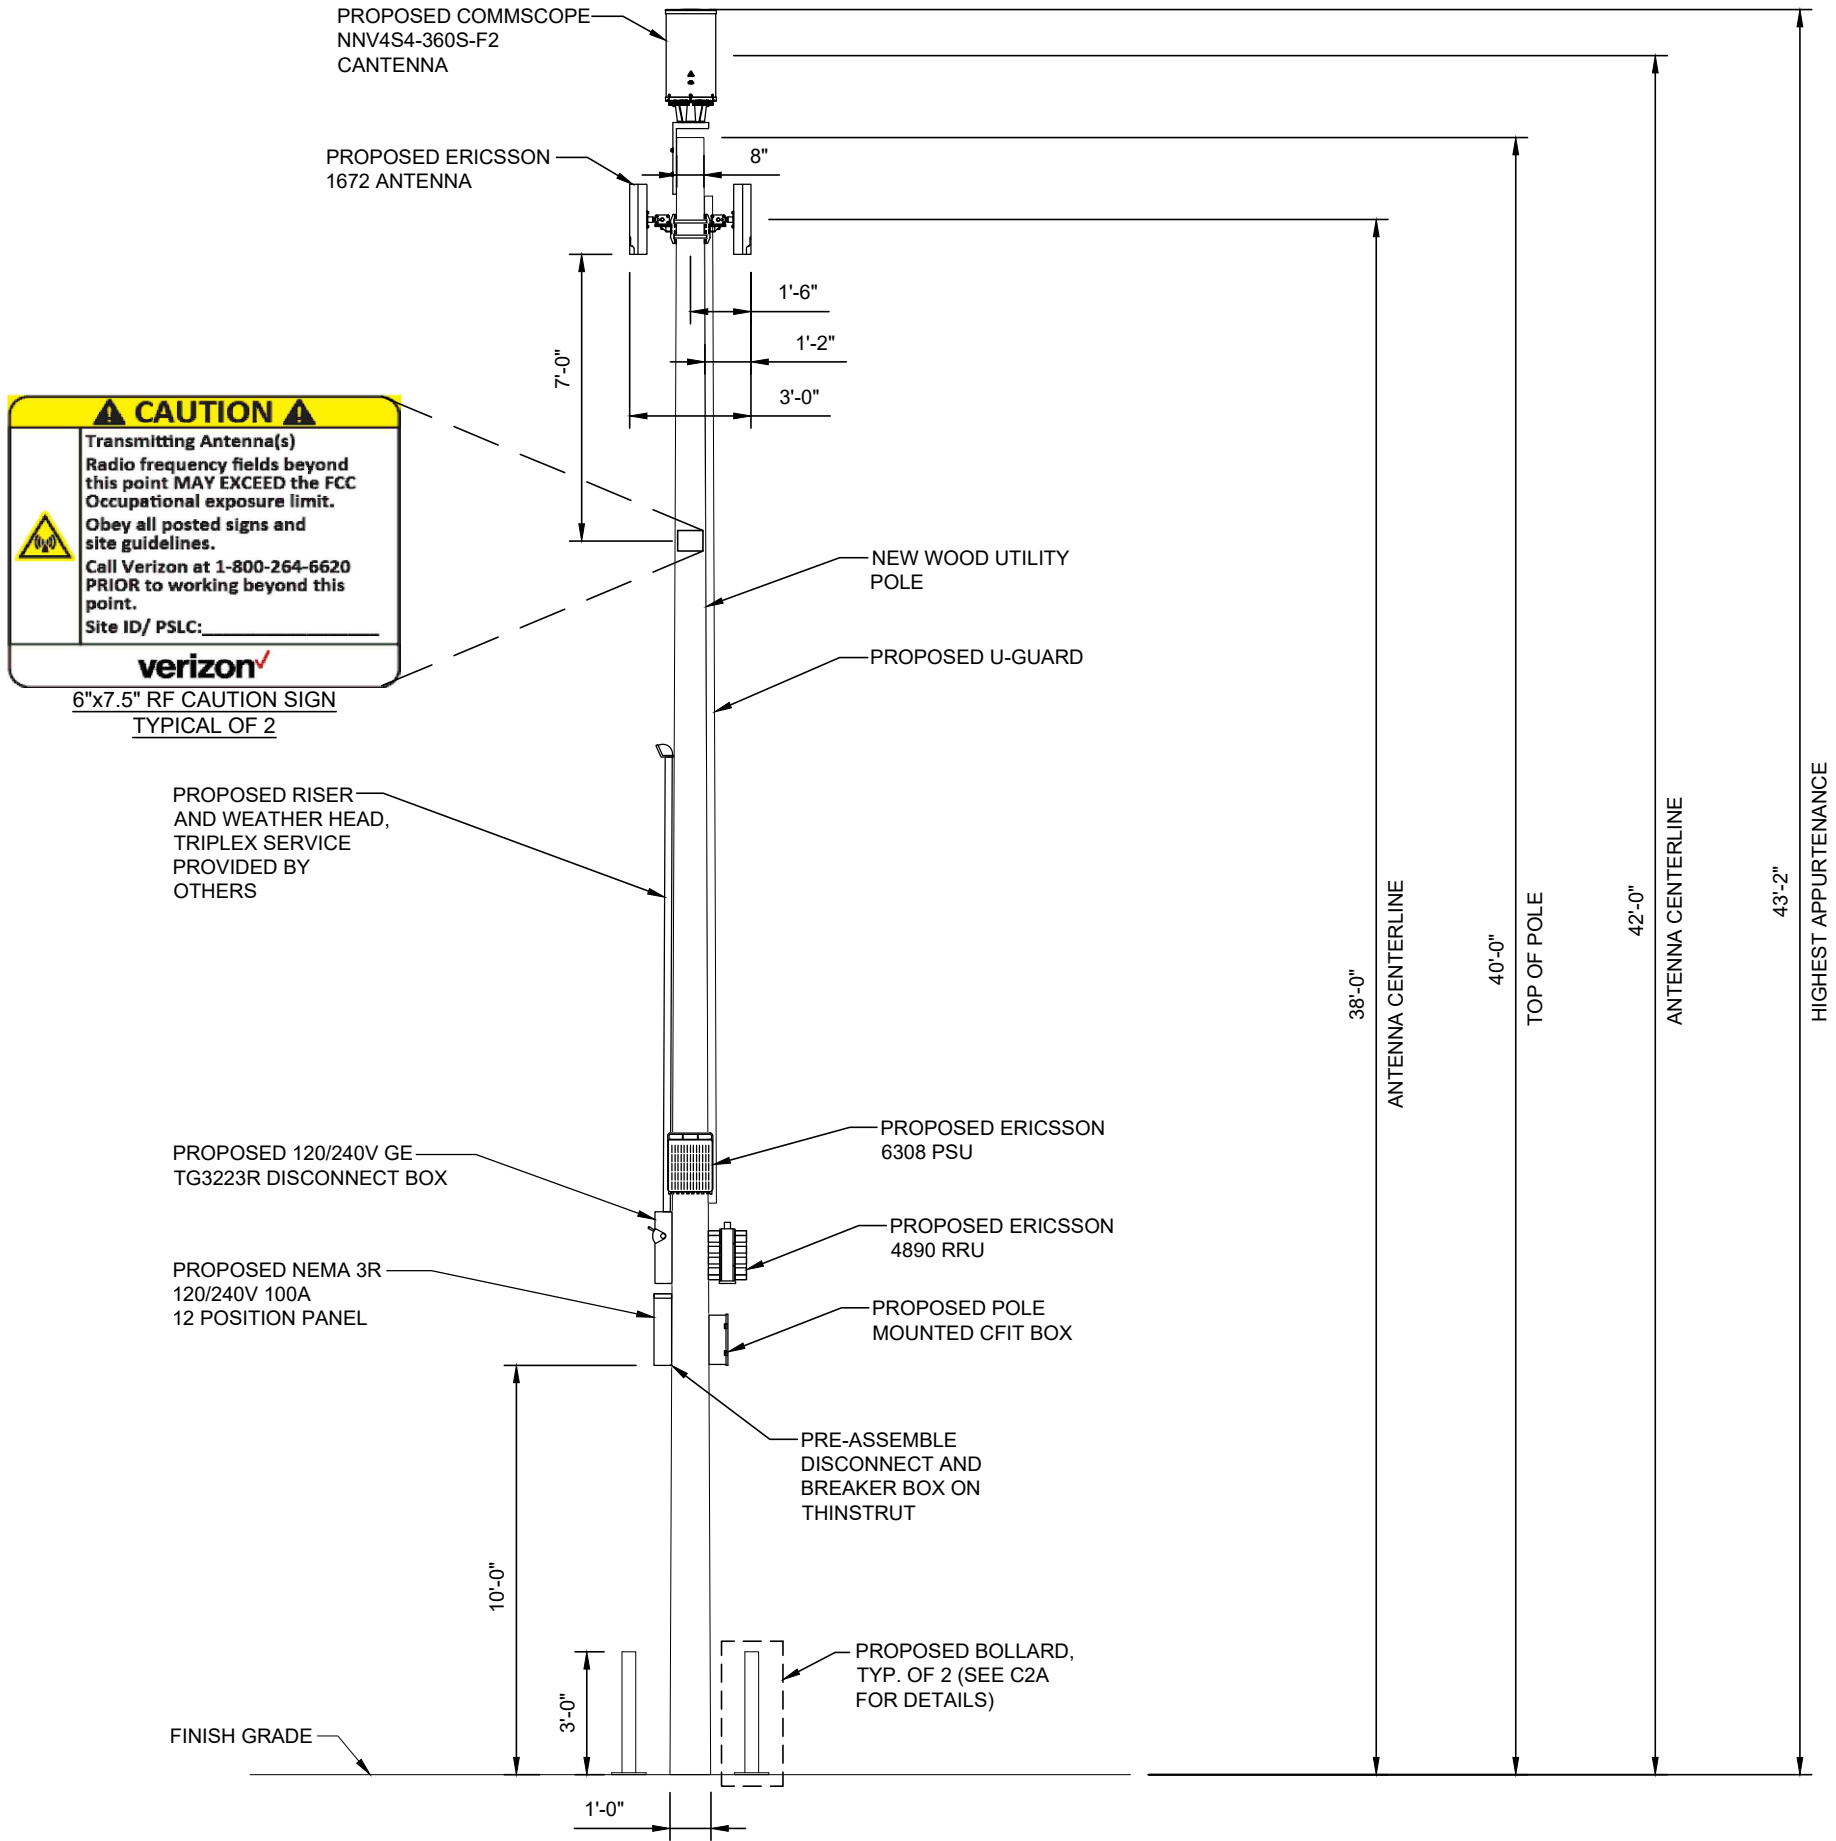 PROPOSED COMMSCOPE
NNV4S4-360S-F2
CANTENNA
PROPOSED ERICSSON
1672 ANTENNA
8"
1'-6"
1'-2"
3'-0"
7'-0"
CAUTION
Transmitting Antenna(s)
Radio frequency fields beyond
this point MAY EXCEED the FCC
Occupational exposure limit.
Obey all posted signs and
site guidelines.
Call Verizon at 1-800-264-6620
PRIOR to working beyond this
point.
Site ID/ PSLC:___________________
verizon
6"x7.5" RF CAUTION SIGN
TYPICAL OF 2
NEW WOOD UTILITY
POLE
PROPOSED U-GUARD
PROPOSED RISER
AND WEATHER HEAD,
TRIPLEX SERVICE
PROVIDED BY
OTHERS
38'-0"
ANTENNA CENTERLINE
40'-0"
TOP OF POLE
42'-0"
ANTENNA CENTERLINE
43'-2"
HIGHEST APPURTENANCE
PROPOSED 120/240V GE
TG3223R DISCONNECT BOX
PROPOSED ERICSSON
6308 PSU
PROPOSED ERICSSON
4890 RRU
PROPOSED NEMA 3R
120/240V 100A
12 POSITION PANEL
PROPOSED POLE
MOUNTED CFIT BOX
PRE-ASSEMBLE
DISCONNECT AND
BREAKER BOX ON
THINSTRUT
10'-0"
3'-0"
PROPOSED BOLLARD,
TYP. OF 2 (SEE C2A
FOR DETAILS)
FINISH GRADE
1'-0"